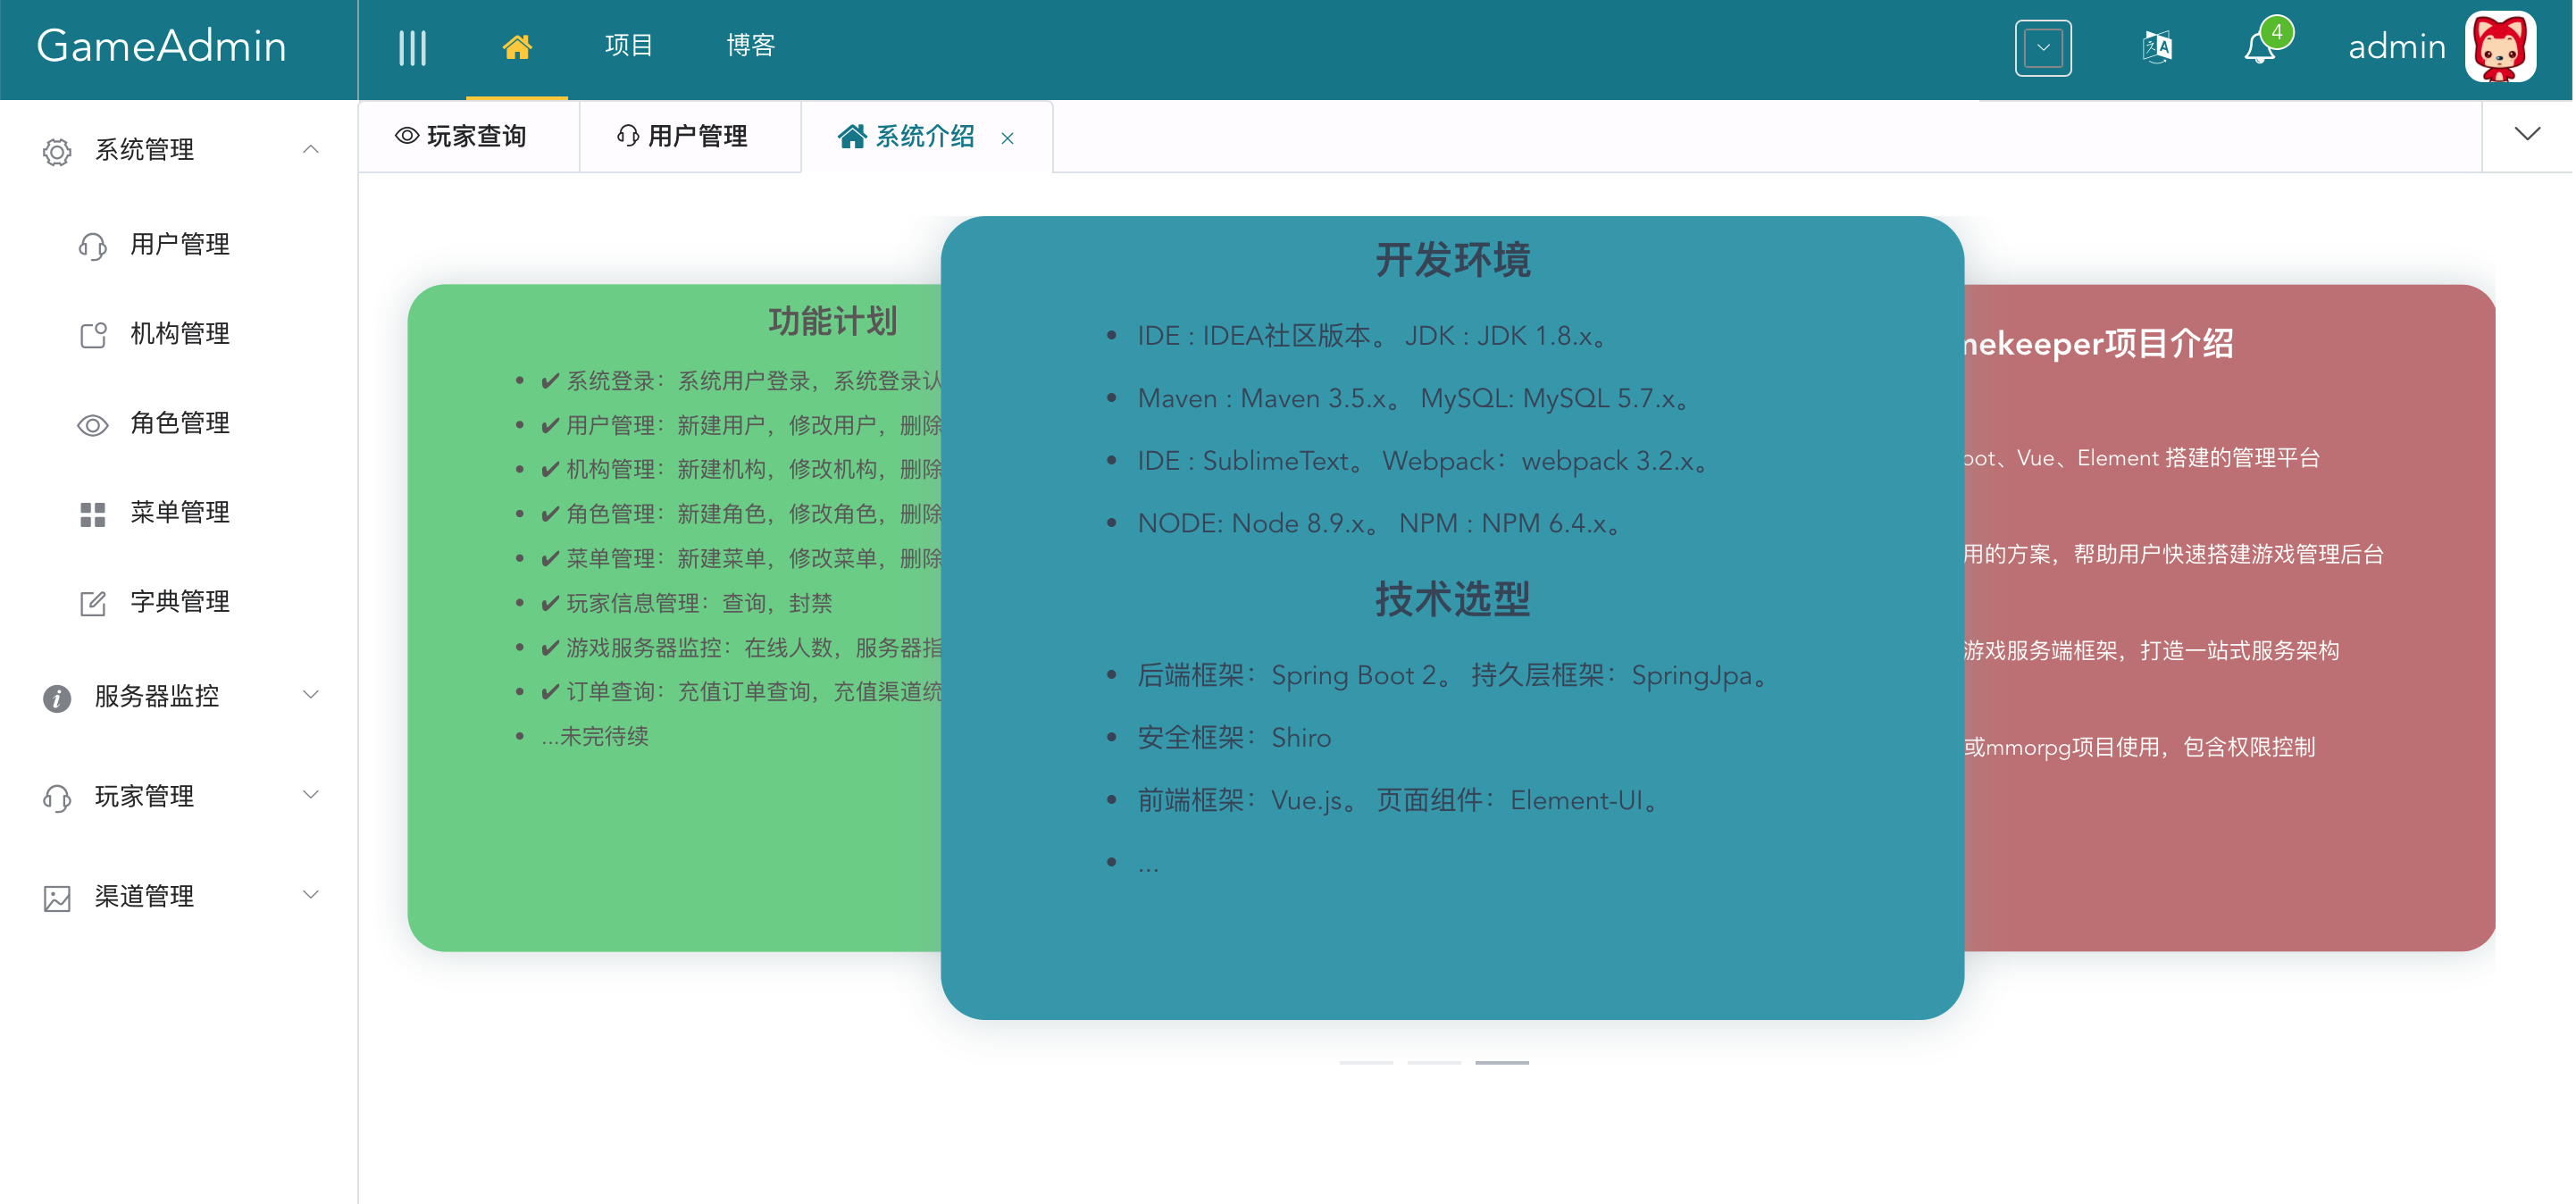 GameAdmin
项目
博客
4
admin
系统管理
用户管理
机构管理
角色管理
菜单管理
字典管理
服务器监控
玩家管理
渠道管理
玩家查询
用户管理
系统介绍
功能计划
✔ 系统登录：系统用户登录，系统登录认
✔ 用户管理：新建用户，修改用户，删除
✔ 机构管理：新建机构，修改机构，删除
✔ 角色管理：新建角色，修改角色，删除
✔ 菜单管理：新建菜单，修改菜单，删除
✔ 玩家信息管理：查询，封禁
✔ 游戏服务器监控：在线人数，服务器指
✔ 订单查询：充值订单查询，充值渠道统
...未完待续
开发环境
IDE : IDEA社区版本。 JDK : JDK 1.8.x。
Maven : Maven 3.5.x。 MySQL: MySQL 5.7.x。
IDE : SublimeText。 Webpack：webpack 3.2.x。
NODE: Node 8.9.x。 NPM : NPM 6.4.x。
技术选型
后端框架：Spring Boot 2。 持久层框架：SpringJpa。
安全框架：Shiro
前端框架：Vue.js。 页面组件：Element-UI。
...
mekeeper项目介绍
oot、Vue、Element 搭建的管理平台
用的方案，帮助用户快速搭建游戏管理后台
游戏服务端框架，打造一站式服务架构
或mmorpg项目使用，包含权限控制